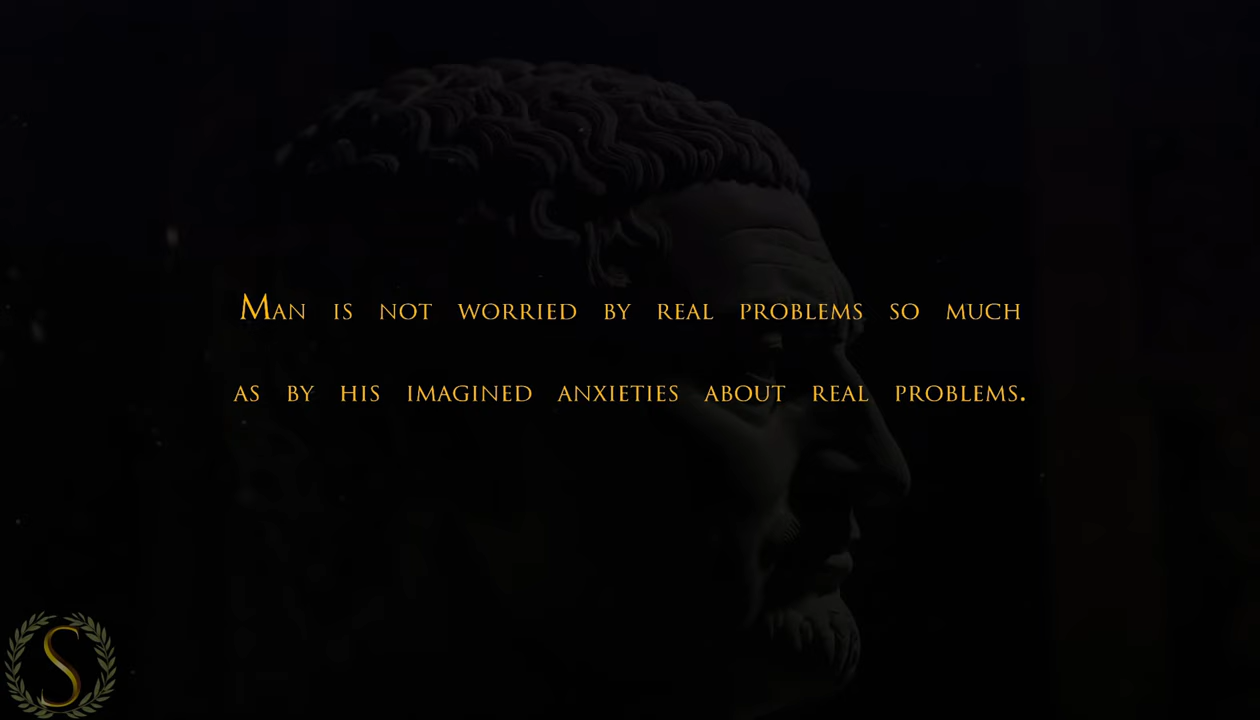 Man is not worried by real problems so much
as by his imagined anxieties about real problems.
S